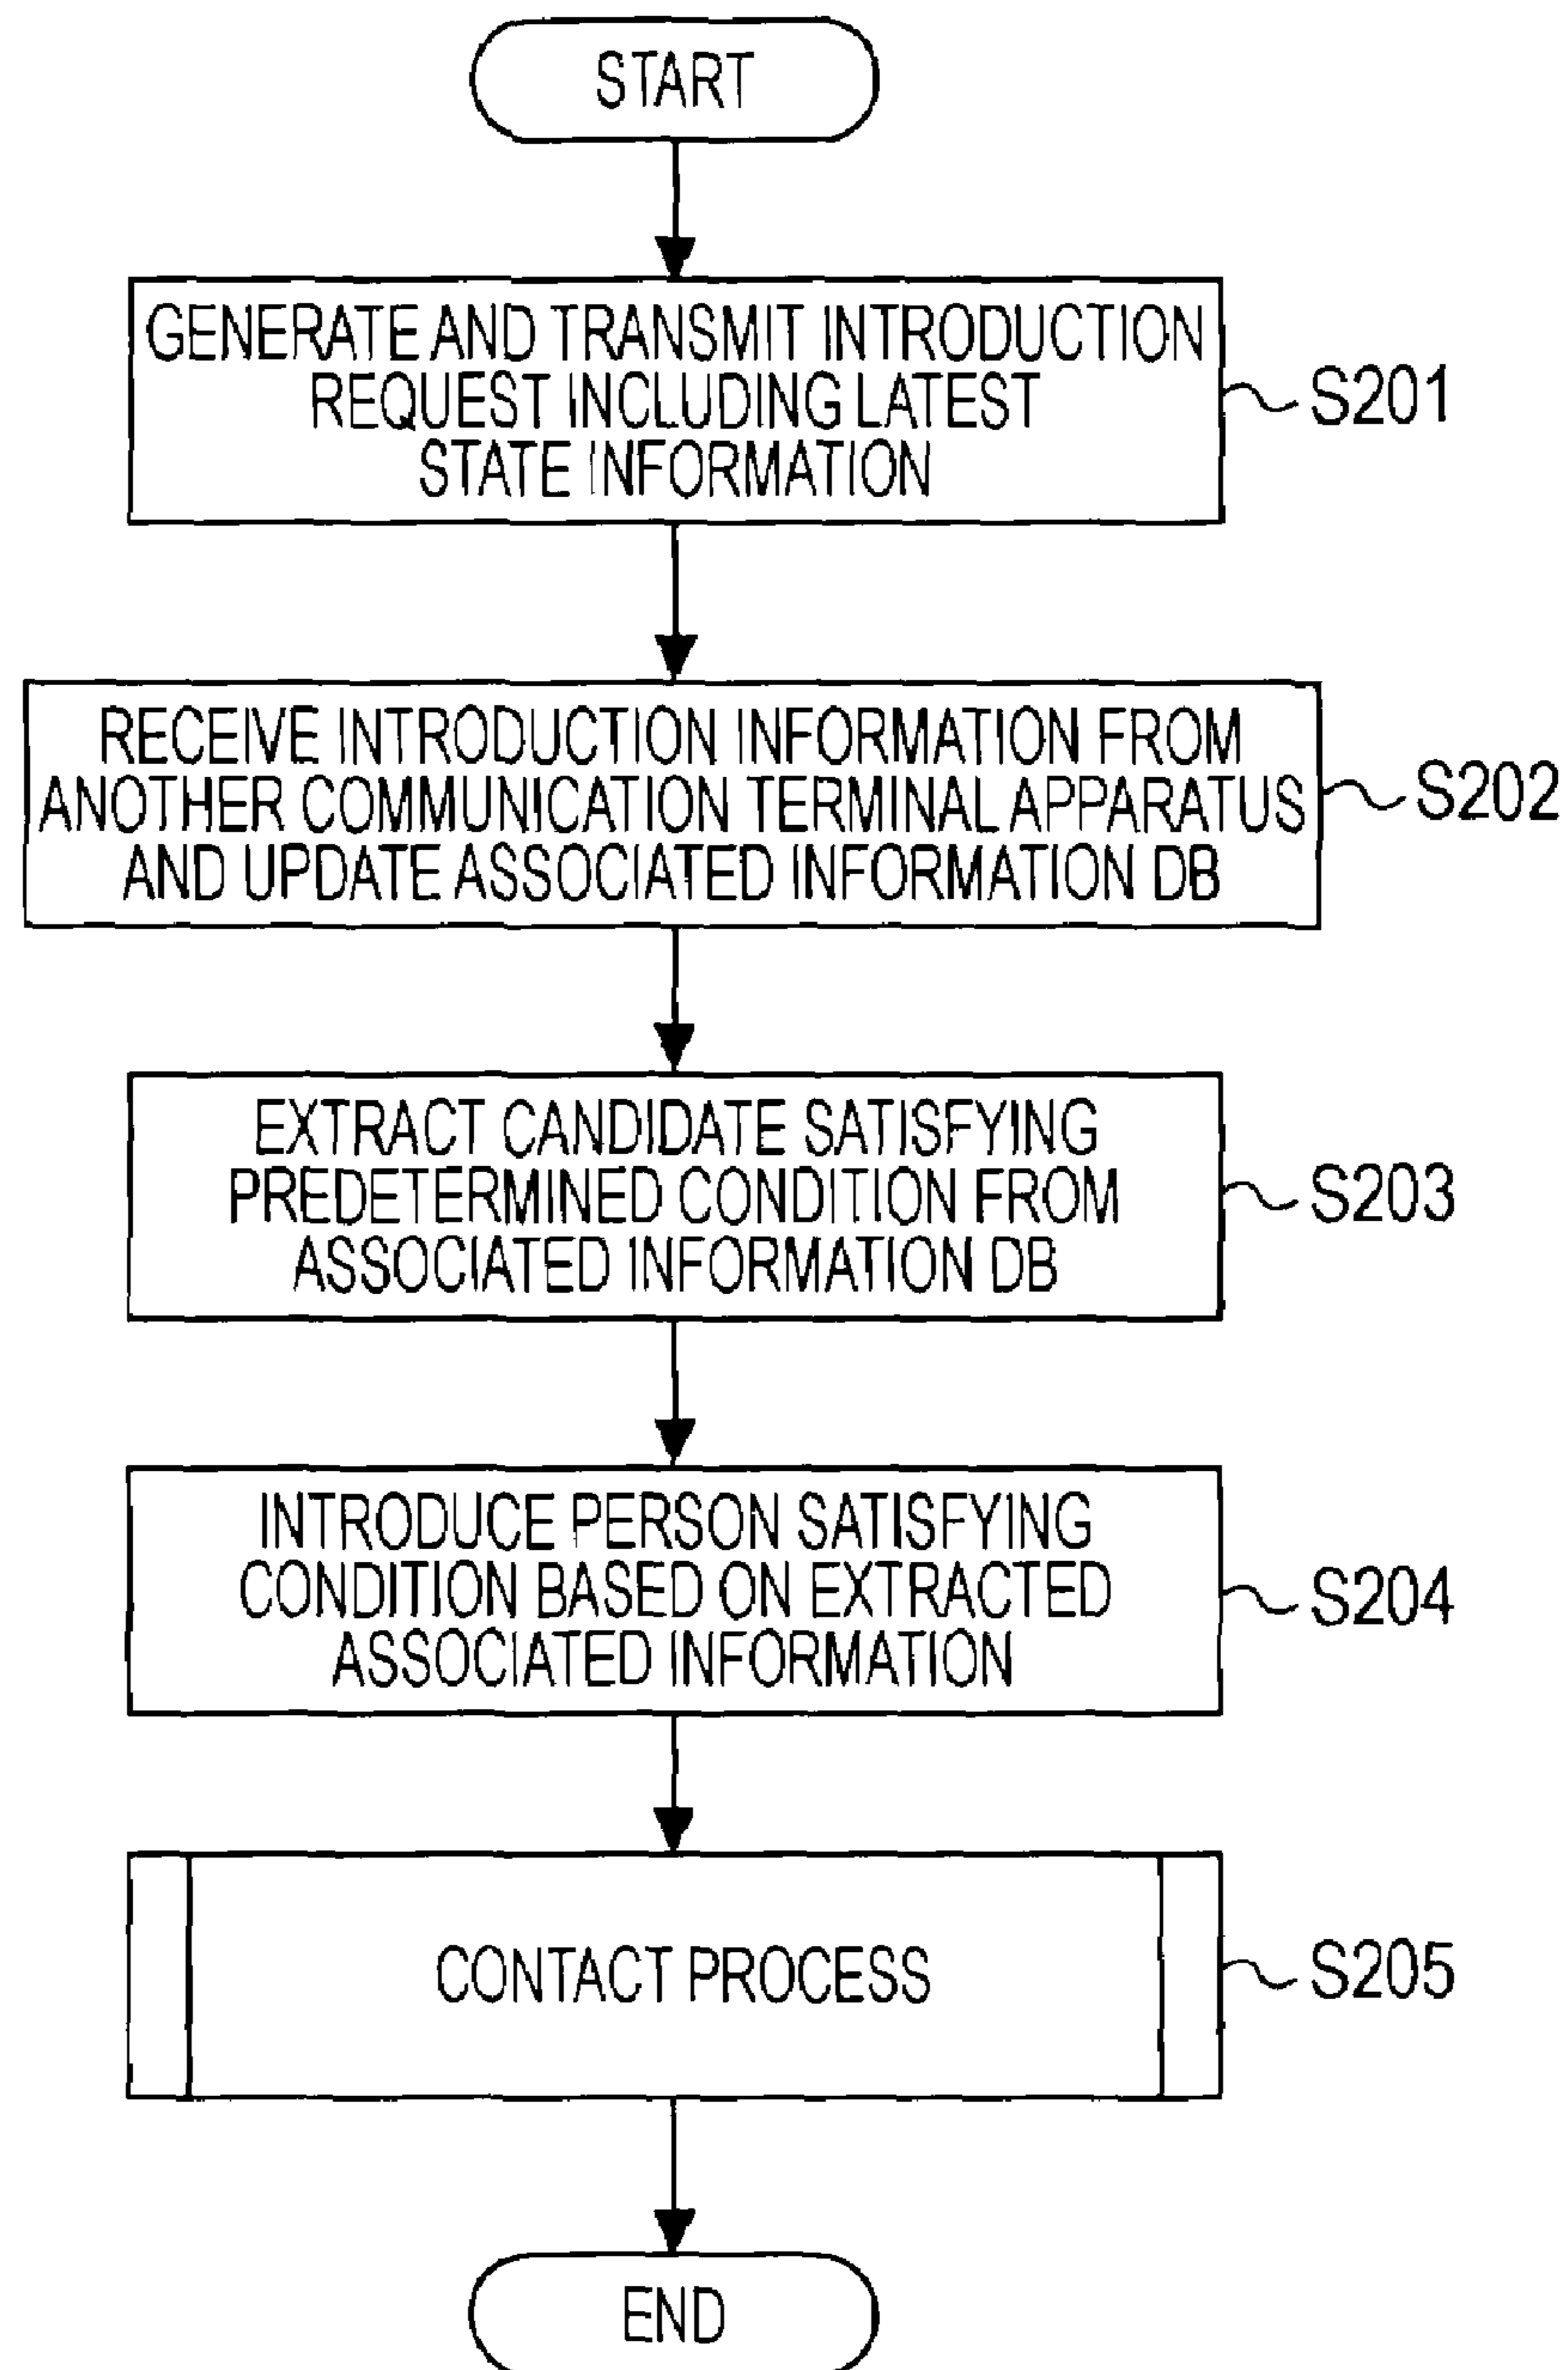 START
GENERATE AND TRANSMIT INTRODUCTION
REQUEST INCLUDING LATEST
STATE INFORMATION
S201
RECEIVE INTRODUCTION INFORMATION FROM
ANOTHER COMMUNICATION TERMINAL APPARATUS
AND UPDATE ASSOCIATED INFORMATION DB
S202
EXTRACT CANDIDATE SATISFYING
PREDETERMINED CONDITION FROM
ASSOCIATED INFORMATION DB
S203
INTRODUCE PERSON SATISFYING
CONDITION BASED ON EXTRACTED
ASSOCIATED INFORMATION
S204
CONTACT PROCESS
S205
END